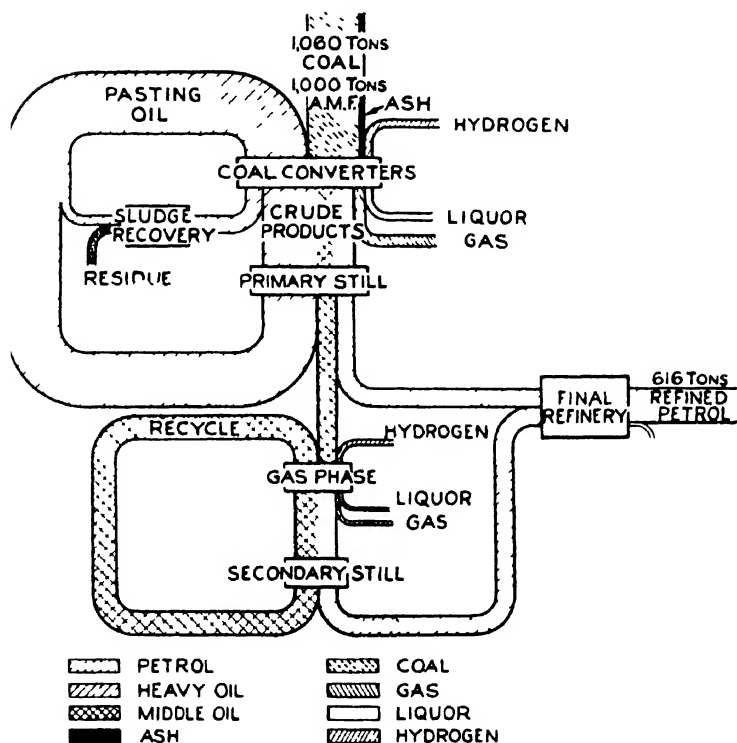 1,060 TONS
COAL
1,000 TONS
A.M.F.
ASH
PASTING
OIL
HYDROGEN
COAL CONVERTERS
SLUDGE
RECOVERY
CRUDE
PRODUCTS
LIQUOR
GAS
RESIDUE
PRIMARY STILL
616 TONS
REFINED
PETROL
FINAL
REFINERY
RECYCLE
HYDROGEN
GAS PHASE
LIQUOR
GAS
SECONDARY STILL
PETROL
HEAVY OIL
MIDDLE OIL
ASH
COAL
GAS
LIQUOR
HYDROGEN